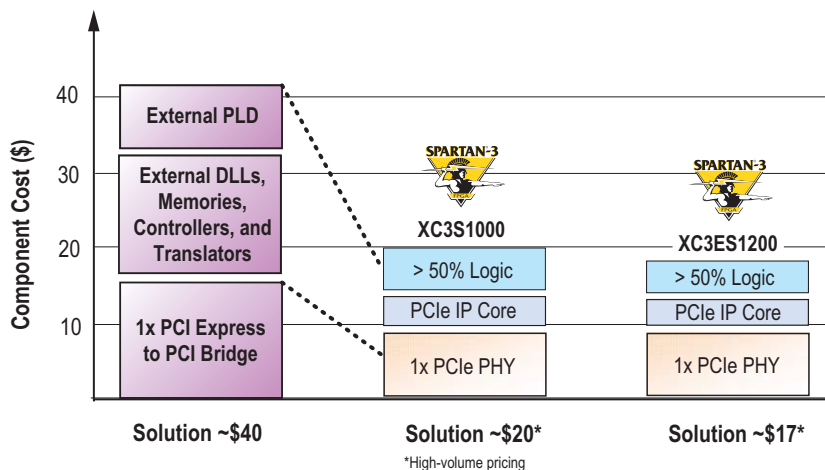 Component Cost ($)
40
30
20
10
External PLD
External DLLs,
Memories,
Controllers, and
Translators
1x PCI Express
to PCI Bridge
Solution ~$40
SPARTAN-3
FPGA
XC3S1000
> 50% Logic
PCIe IP Core
1x PCIe PHY
Solution ~$20*
SPARTAN-3
FPGA
XC3ES1200
> 50% Logic
PCIe IP Core
1x PCIe PHY
Solution ~$17*
*High-volume pricing